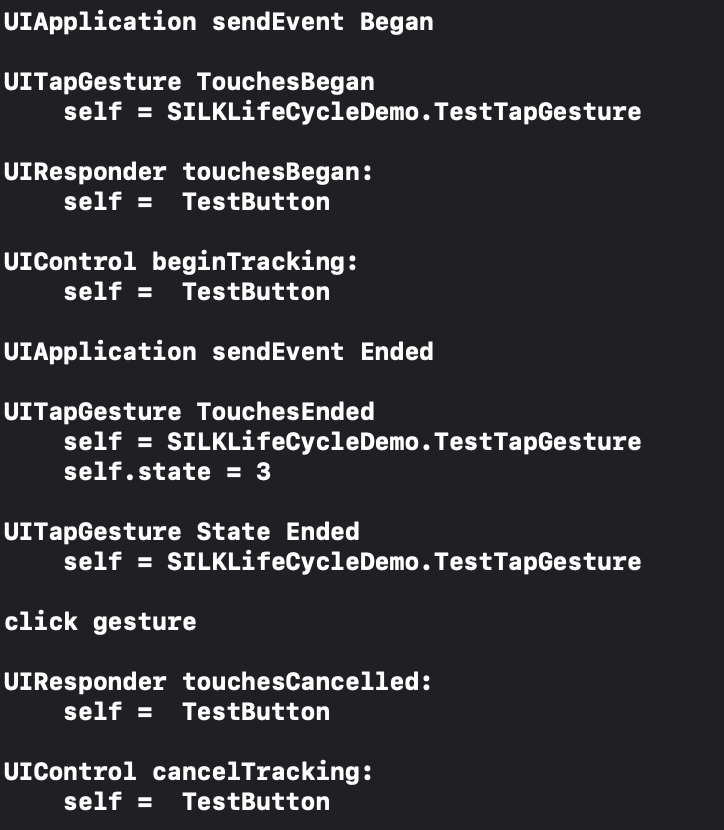 UIApplication sendEvent Began
UITapGesture TouchesBegan
self = SILKLifeCycleDemo.TestTapGesture
UIResponder touchesBegan:
self =  TestButton
UIControl beginTracking:
self =  TestButton
UIApplication sendEvent Ended
UITapGesture TouchesEnded
self = SILKLifeCycleDemo.TestTapGesture
self.state = 3
UITapGesture State Ended
self = SILKLifeCycleDemo.TestTapGesture
click gesture
UIResponder touchesCancelled:
self =  TestButton
UIControl cancelTracking:
self =  TestButton